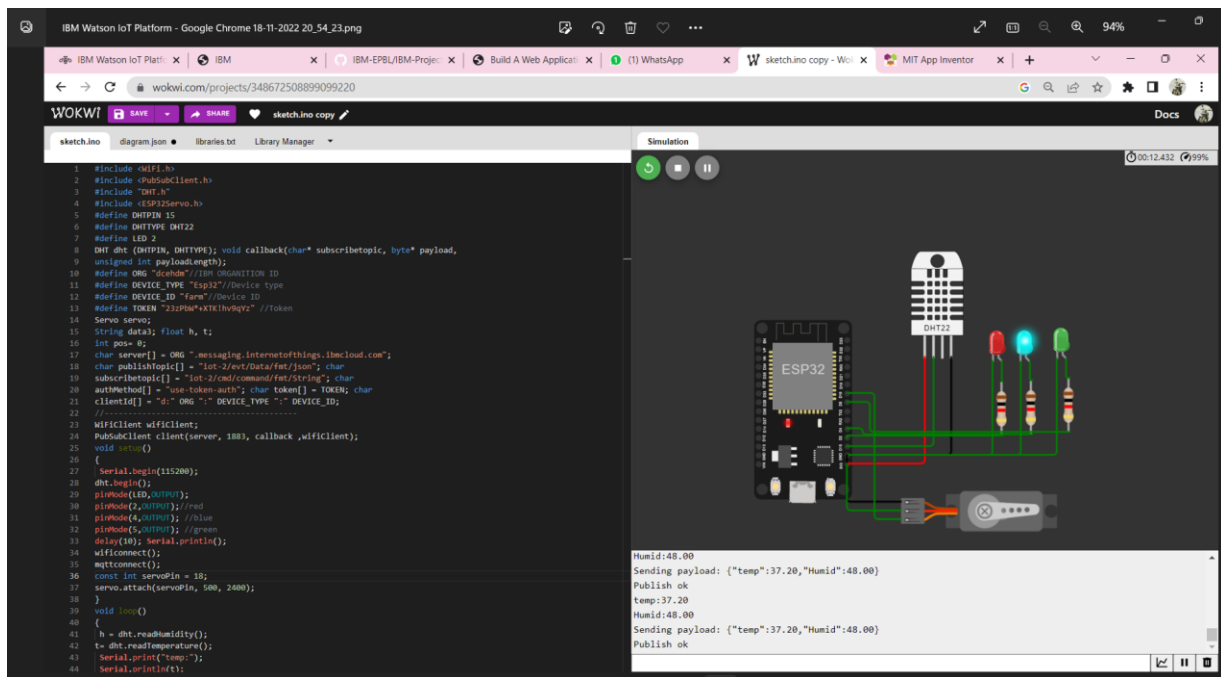 IBM Watson IoT Platform - Google Chrome 18-11-2022 20_54_23.png
94%
IBM Watson IoT Platfo
IBM
IBM-EPBL/IBM-Projec
Build A Web Applicati
(1) WhatsApp
sketch.ino copy - Wok
MIT App Inventor
wokwi.com/projects/348672508899099220
WOKWI
SAVE
SHARE
sketch.ino copy
Docs
sketch.ino
diagram.json
libraries.txt
Library Manager
Simulation
00:12.432 99%
1 #include <WiFi.h>
2 #include <PubSubClient.h>
3 #include "DHT.h"
4 #include <ESP32Servo.h>
5 #define DHTPIN 15
6 #define DHTTYPE DHT22
7 #define LED 2
8 DHT dht (DHTPIN, DHTTYPE); void callback(char* subscribetopic, byte* payload,
9 unsigned int payloadLength);
10 #define ORG "dcehdm"//IBM ORGANITION ID
11 #define DEVICE_TYPE "Esp32"//Device type
12 #define DEVICE_ID "farm"//Device ID
13 #define TOKEN "23zPbW*+XTK!hv9qYz" //Token
14 Servo servo;
15 String data3; float h, t;
16 int pos= 0;
17 char server[] = ORG ".messaging.internetofthings.ibmcloud.com";
18 char publishTopic[] = "iot-2/evt/Data/fmt/json"; char
19 subscribetopic[] = "iot-2/cmd/command/fmt/String"; char
20 authMethod[] = "use-token-auth"; char token[] = TOKEN; char
21 clientId[] = "d:" ORG ":" DEVICE_TYPE ":" DEVICE_ID;
22 //----------------------------------------
23 WiFiClient wifiClient;
24 PubSubClient client(server, 1883, callback ,wifiClient);
25 void setup()
26 {
27 Serial.begin(115200);
28 dht.begin();
29 pinMode(LED,OUTPUT);
30 pinMode(2,OUTPUT);//red
31 pinMode(4,OUTPUT); //blue
32 pinMode(5,OUTPUT); //green
33 delay(10); Serial.println();
34 wificonnect();
35 mqttconnect();
36 const int servoPin = 18;
37 servo.attach(servoPin, 500, 2400);
38 }
39 void loop()
40 {
41 h = dht.readHumidity();
42 t= dht.readTemperature();
43 Serial.print("temp:");
44 Serial.println(t);
DHT22
ESP32
Humid:48.00
Sending payload: {"temp":37.20,"Humid":48.00}
Publish ok
temp:37.20
Humid:48.00
Sending payload: {"temp":37.20,"Humid":48.00}
Publish ok